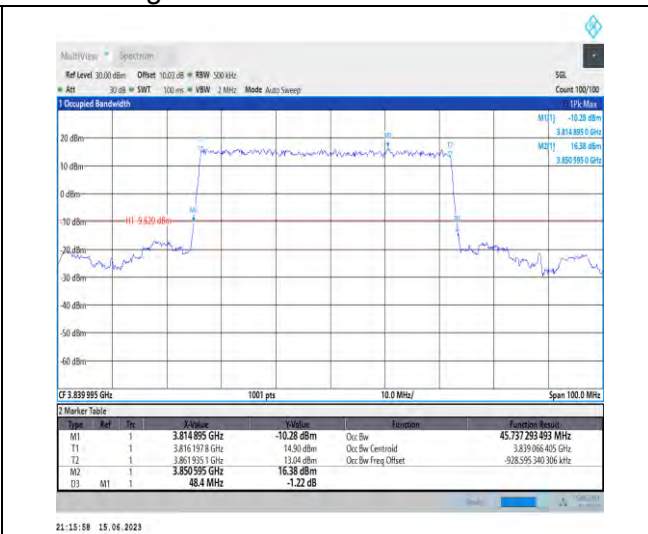 MultiView Spectrum
Ref Level 30.00 dBm Offset 10.03 dB RBW 500 kHz SGL
Att 30 dB SWT 100 ms VBW 2 MHz Mode Auto Sweep Count 100/100
1 Occupied Bandwidth 1Pk Max
M1[1] -10.28 dBm
3.814 895 0 GHz
M2[1] 16.38 dBm
3.850 595 0 GHz
20 dBm
10 dBm
0 dBm
-10 dBm
H1 -9.620 dBm
-20 dBm
-30 dBm
-40 dBm
-50 dBm
-60 dBm
CF 3.839 995 GHz 1001 pts 10.0 MHz/ Span 100.0 MHz
2 Marker Table
Type Ref Trc X-Value Y-Value Function Function Result
M1 1 3.814 895 GHz -10.28 dBm Occ Bw 45.737 293 493 MHz
T1 1 3.816 197 8 GHz 14.90 dBm Occ Bw Centroid 3.839 066 405 GHz
T2 1 3.861 935 1 GHz 13.04 dBm Occ Bw Freq Offset -928.595 340 306 kHz
M2 1 3.850 595 GHz 16.38 dBm
D3 M1 1 48.4 MHz -1.22 dB
21:15:58 15.06.2023